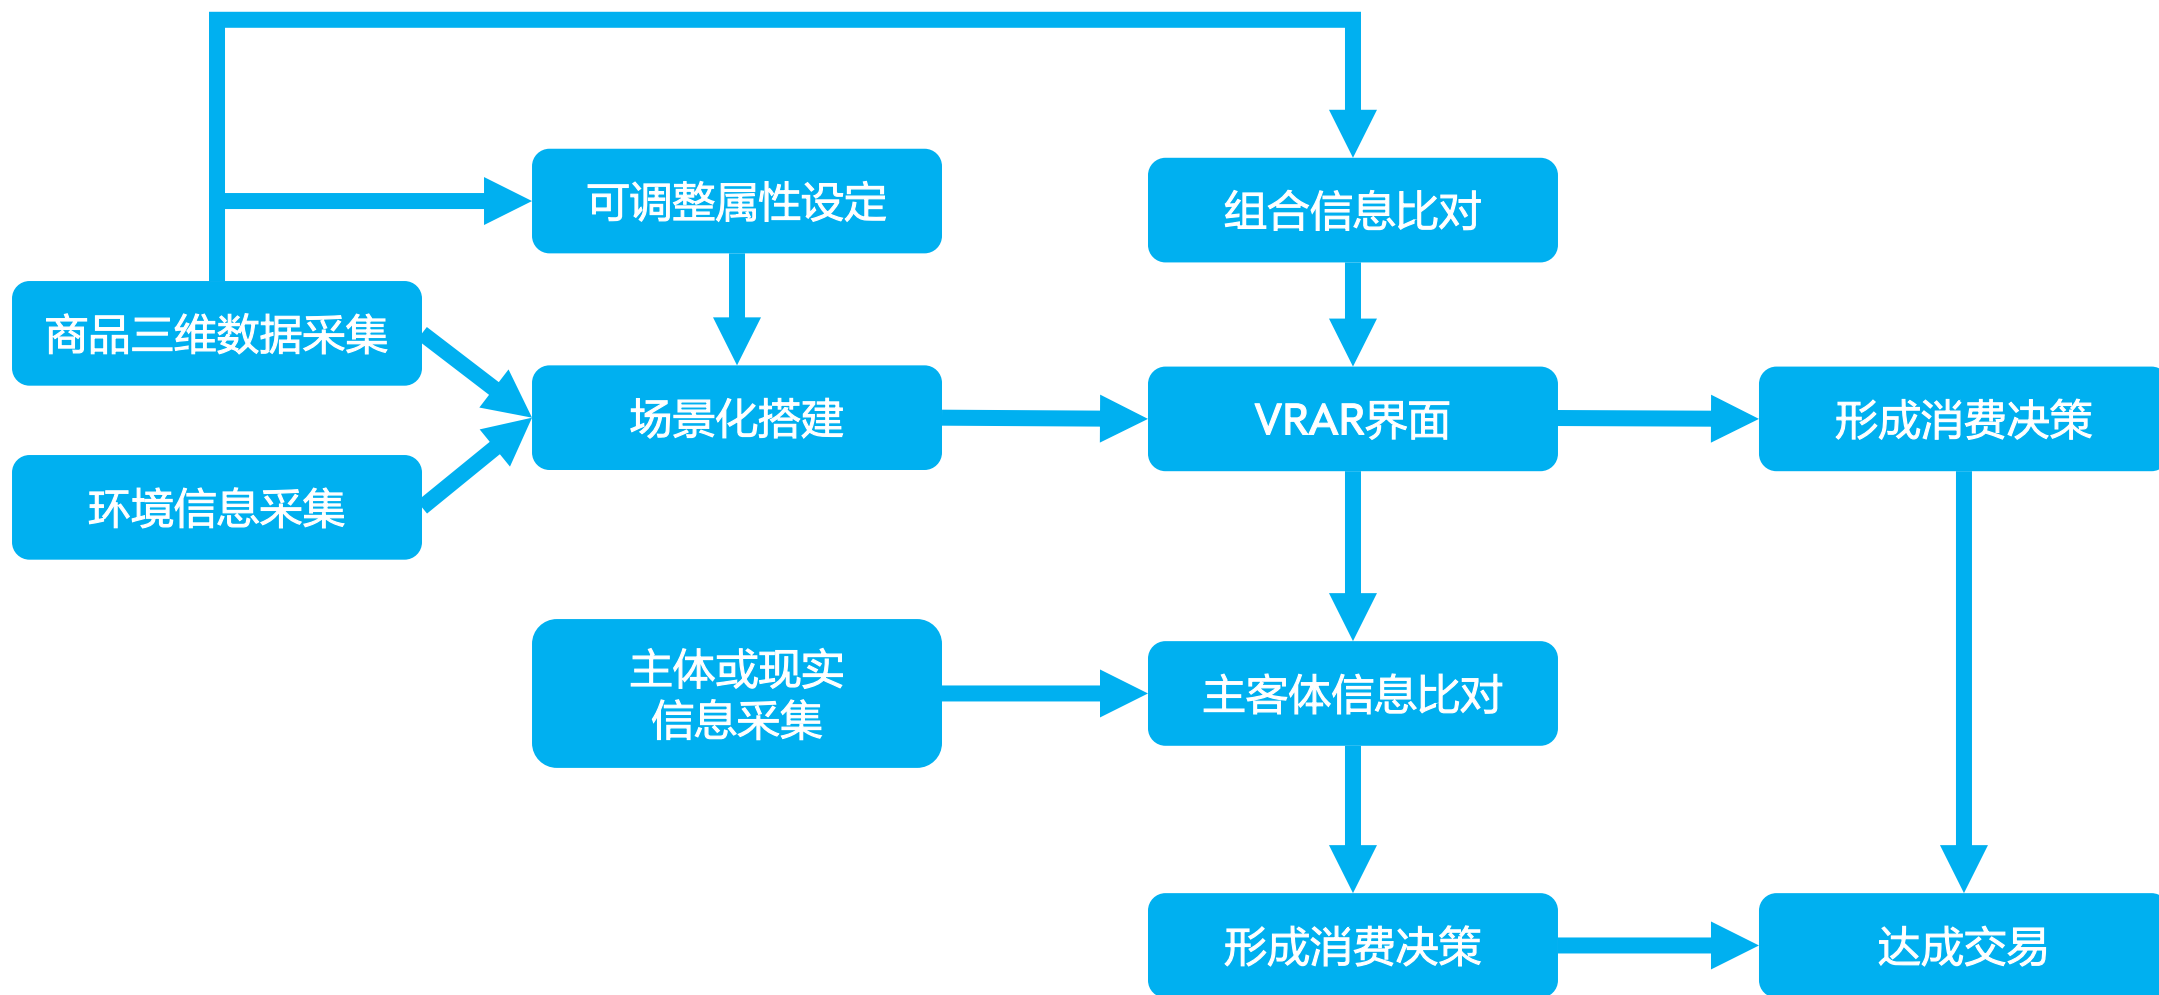 可调整属性设定
组合信息比对
商品三维数据采集
场景化搭建
VRAR界面
形成消费决策
环境信息采集
主体或现实
信息采集
主客体信息比对
形成消费决策
达成交易